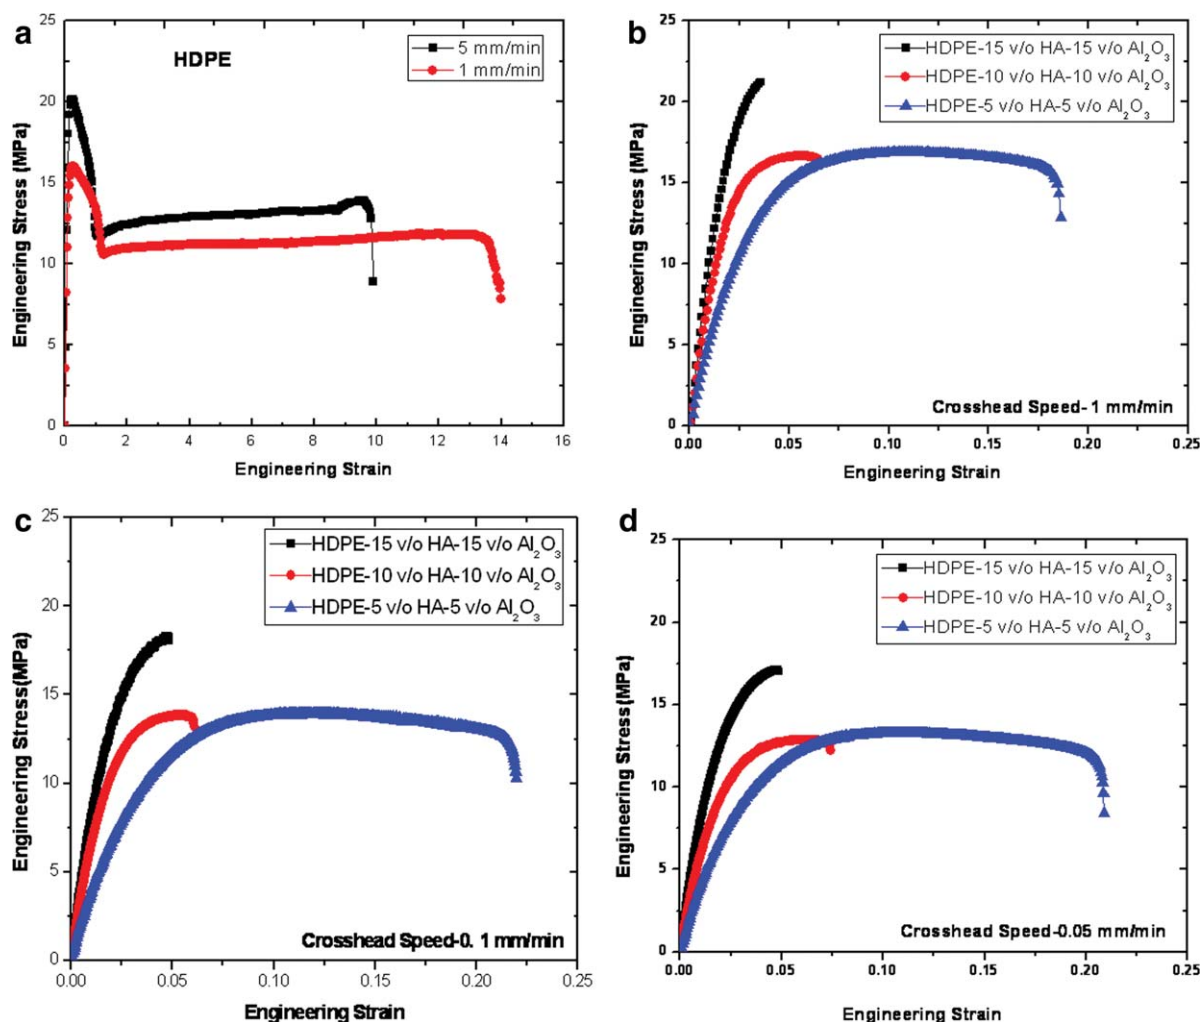 a
HDPE
5 mm/min
1 mm/min
25
20
15
10
5
0
Engineering Stress (MPa)
0 2 4 6 8 10 12 14 16
Engineering Strain
b
HDPE-15 v/o HA-15 v/o Al₂O₃
HDPE-10 v/o HA-10 v/o Al₂O₃
HDPE-5 v/o HA-5 v/o Al₂O₃
25
20
15
10
5
0
Engineering Stress (MPa)
Crosshead Speed- 1 mm/min
0.00 0.05 0.10 0.15 0.20 0.25
Engineering Strain
c
HDPE-15 v/o HA-15 v/o Al₂O₃
HDPE-10 v/o HA-10 v/o Al₂O₃
HDPE-5 v/o HA-5 v/o Al₂O₃
25
20
15
10
5
0
Engineering Stress(MPa)
Crosshead Speed-0. 1 mm/min
0.00 0.05 0.10 0.15 0.20 0.25
Engineering Strain
d
HDPE-15 v/o HA-15 v/o Al₂O₃
HDPE-10 v/o HA-10 v/o Al₂O₃
HDPE-5 v/o HA-5 v/o Al₂O₃
25
20
15
10
5
0
Engineering Stress(MPa)
Crosshead Speed-0.05 mm/min
0.00 0.05 0.10 0.15 0.20 0.25
Engineering Strain